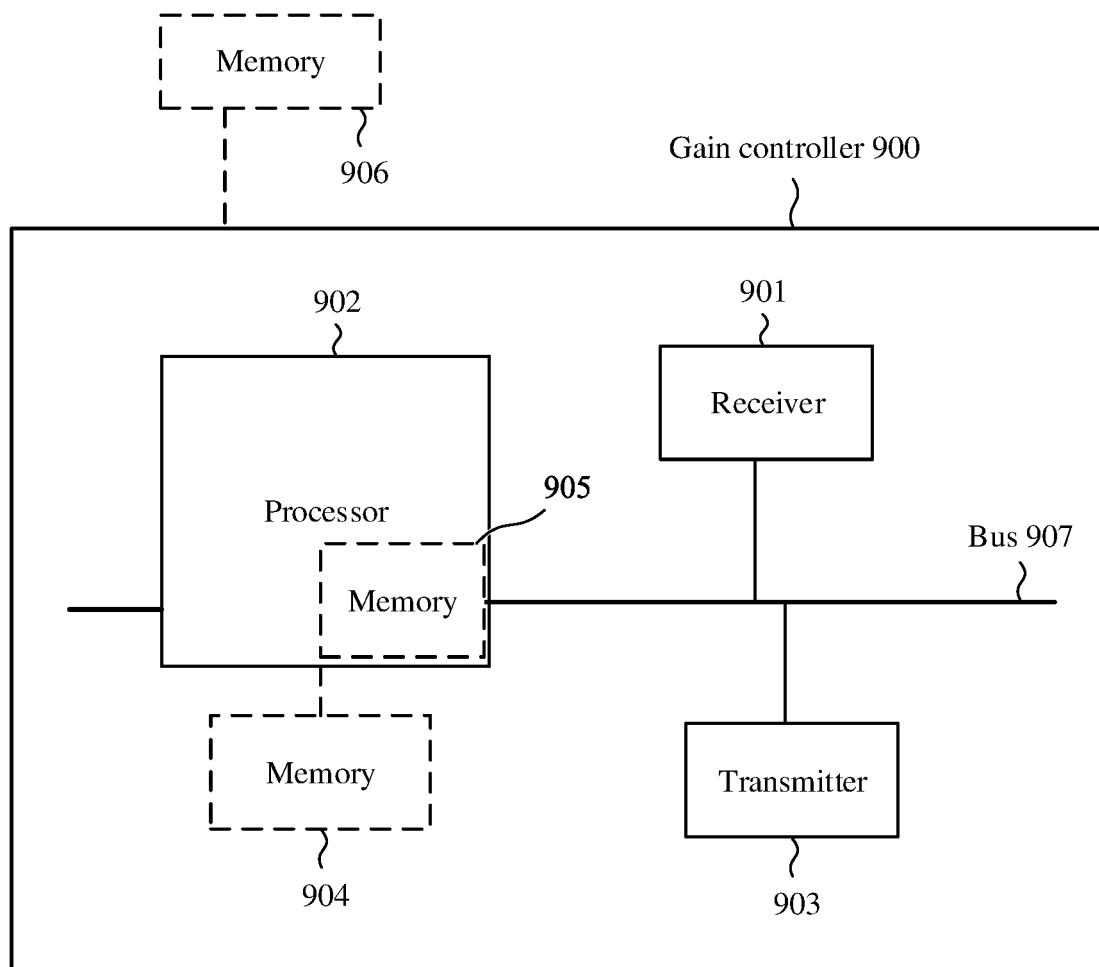 Memory
906
Gain controller 900
902
901
Receiver
905
Processor
Bus 907
Memory
Memory
Transmitter
904
903